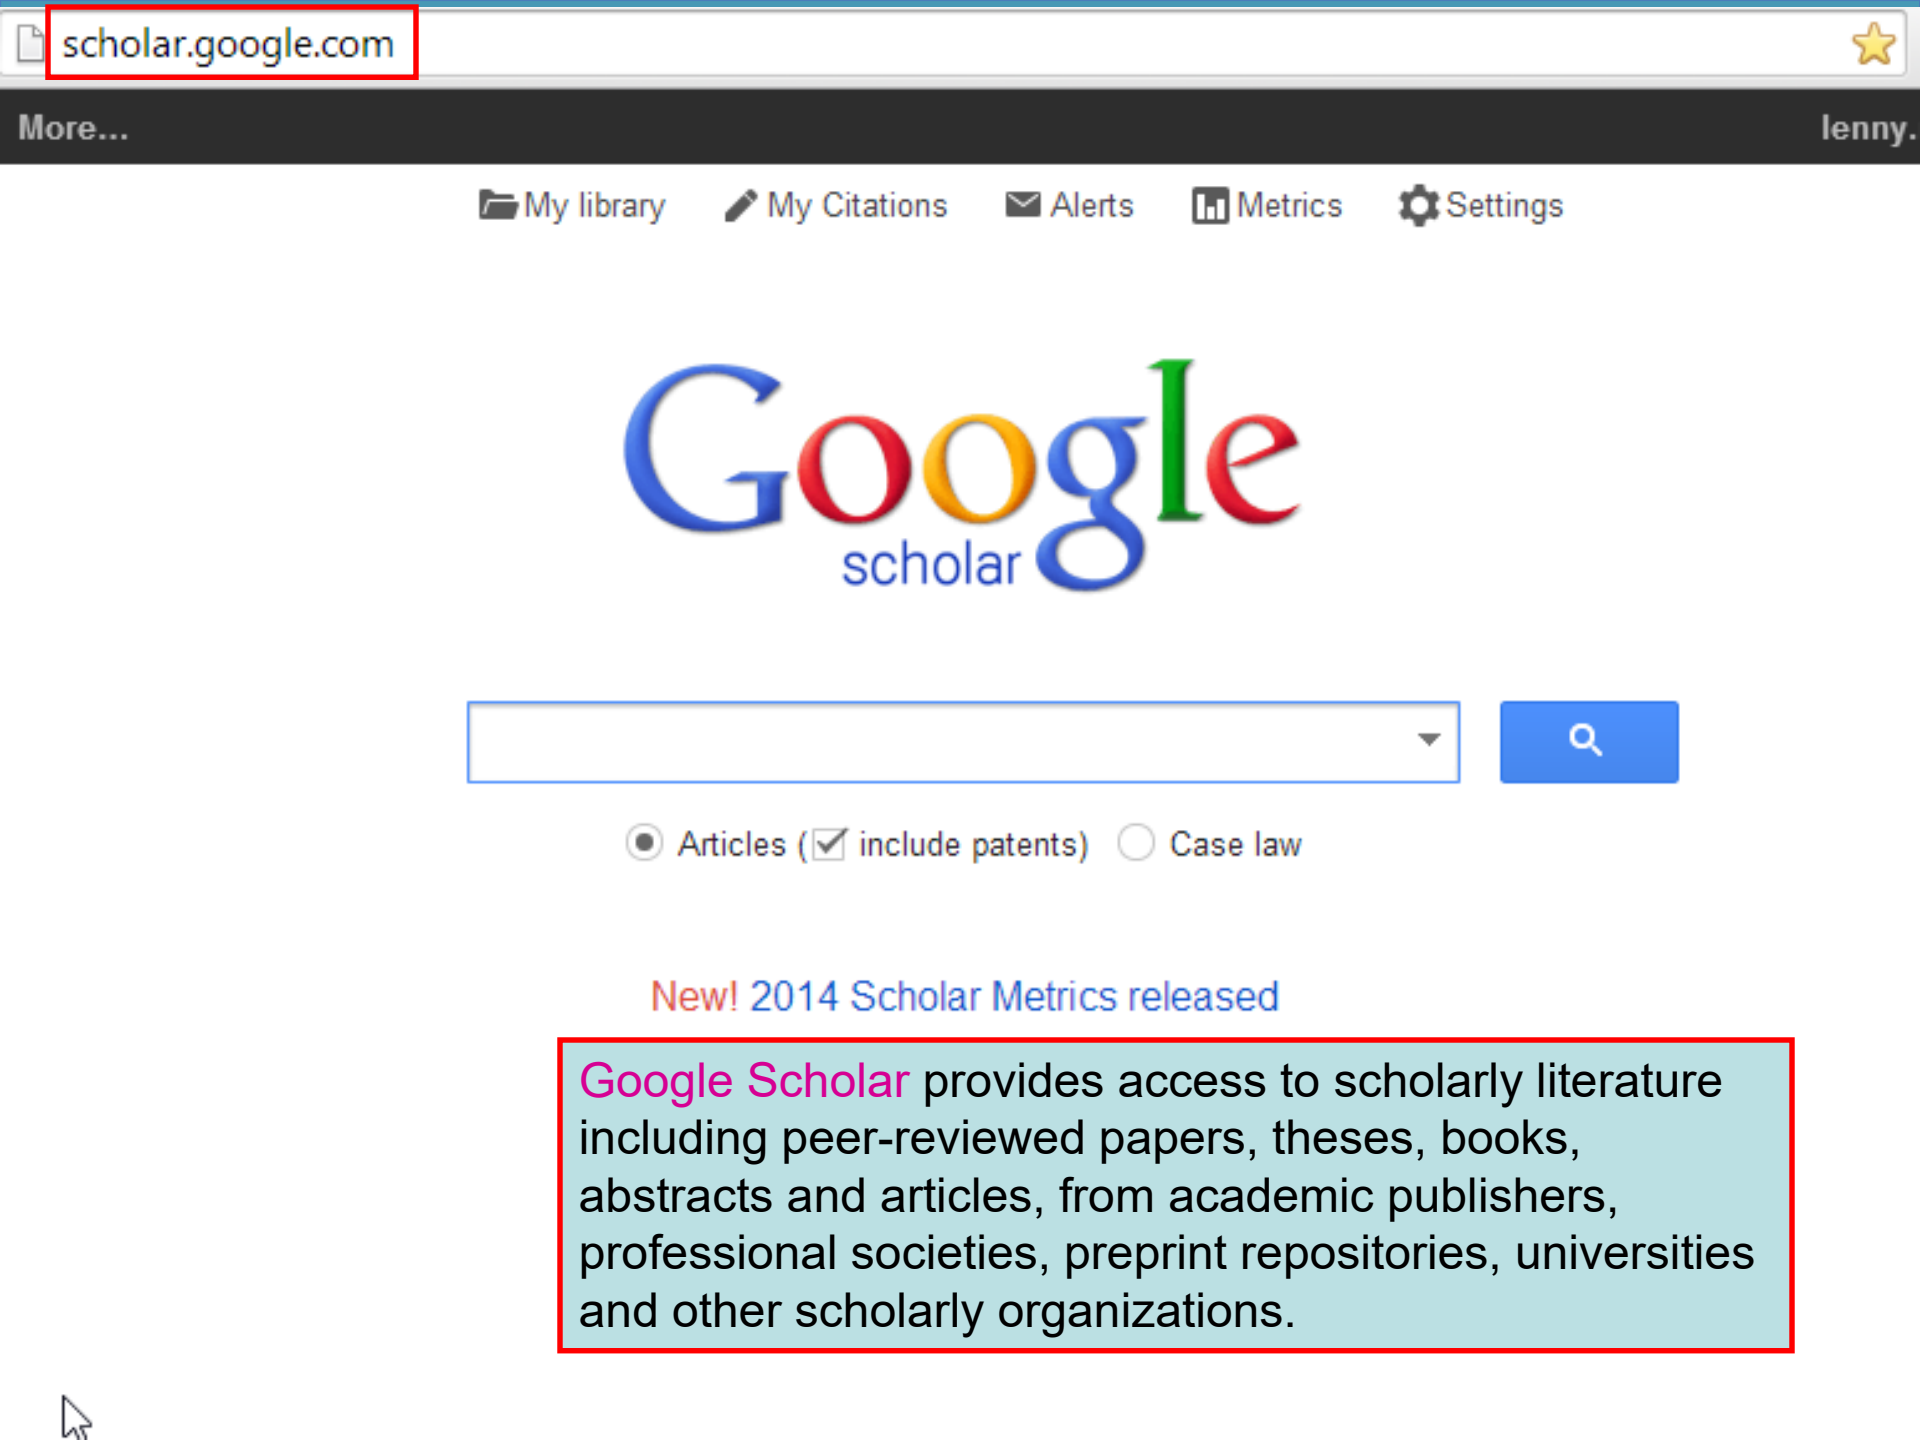 scholar.google.com
More...
lenny.
My library My Citations Alerts Metrics Settings
Google
scholar
Articles ( include patents) Case law
New! 2014 Scholar Metrics released
Google Scholar provides access to scholarly literature
including peer-reviewed papers, theses, books,
abstracts and articles, from academic publishers,
professional societies, preprint repositories, universities
and other scholarly organizations.